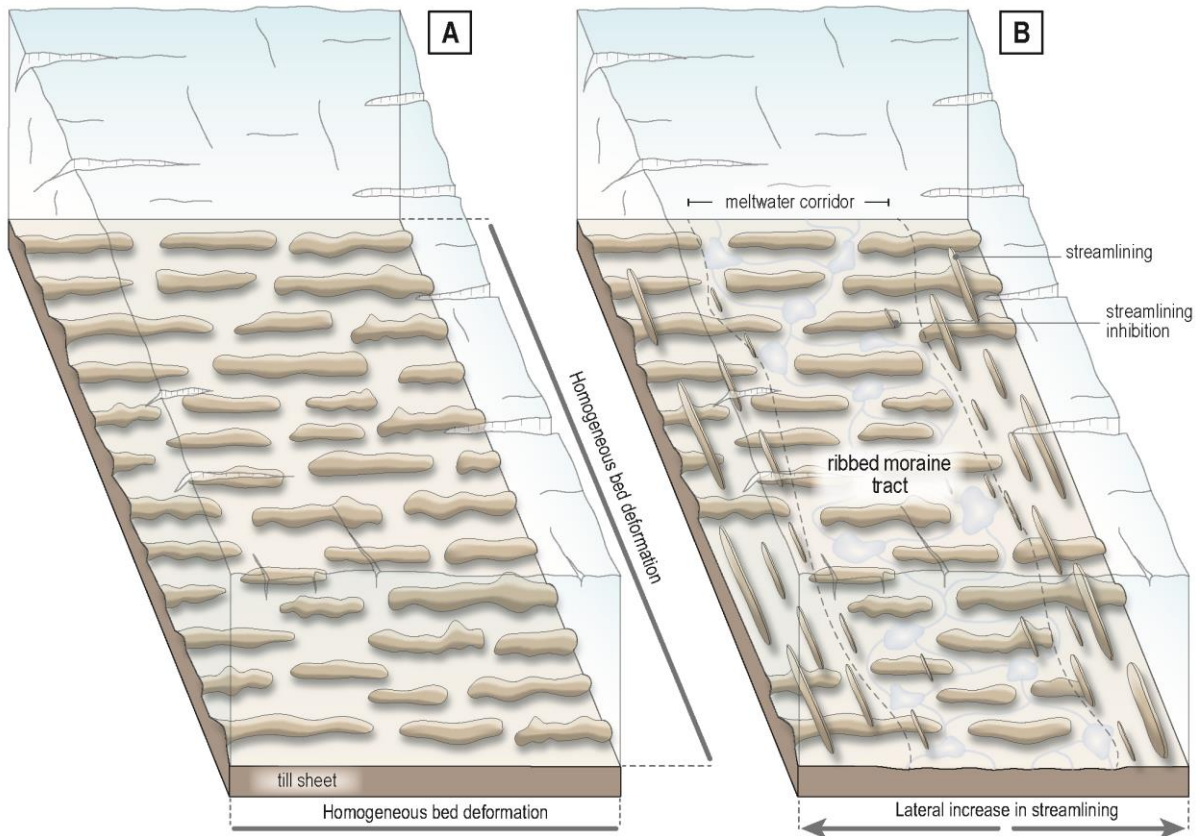 A
B
meltwater corridor
streamlining
streamlining
inhibition
Homogeneous bed deformation
ribbed moraine
tract
till sheet
Homogeneous bed deformation
Lateral increase in streamlining